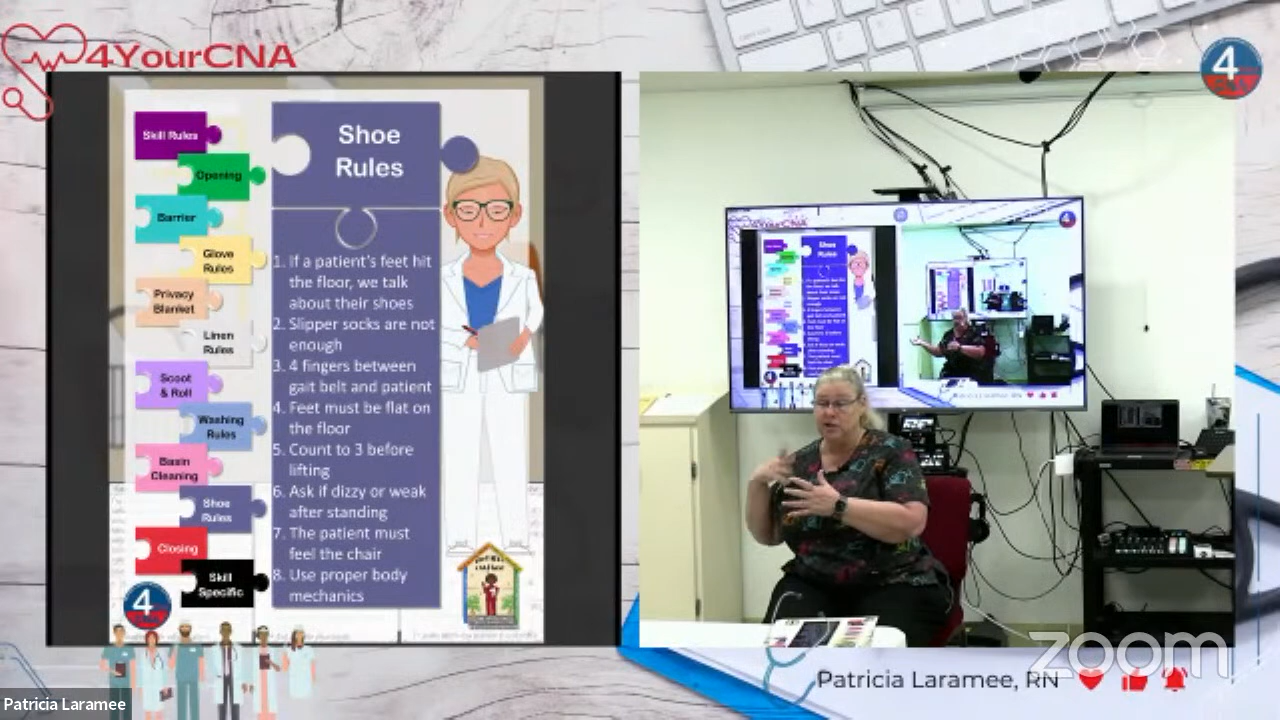 4YourCNA
4
Skill Rules
Opening
Barrier
Glove
Rules
Privacy
Blanket
Linen
Rules
Scoot
& Roll
Washing
Rules
Basin
Cleaning
Shoe
Rules
Closing
Skill
Specific
Shoe
Rules
1. If a patient's feet hit
the floor, we talk
about their shoes
2. Slipper socks are not
enough
3. 4 fingers between
gait belt and patient
4. Feet must be flat on
the floor
5. Count to 3 before
lifting
6. Ask if dizzy or weak
after standing
7. The patient must
feel the chair
8. Use proper body
mechanics
4
4YourCNA
Shoe
Rules
zoom
Patricia Laramee, RN
Patricia Laramee